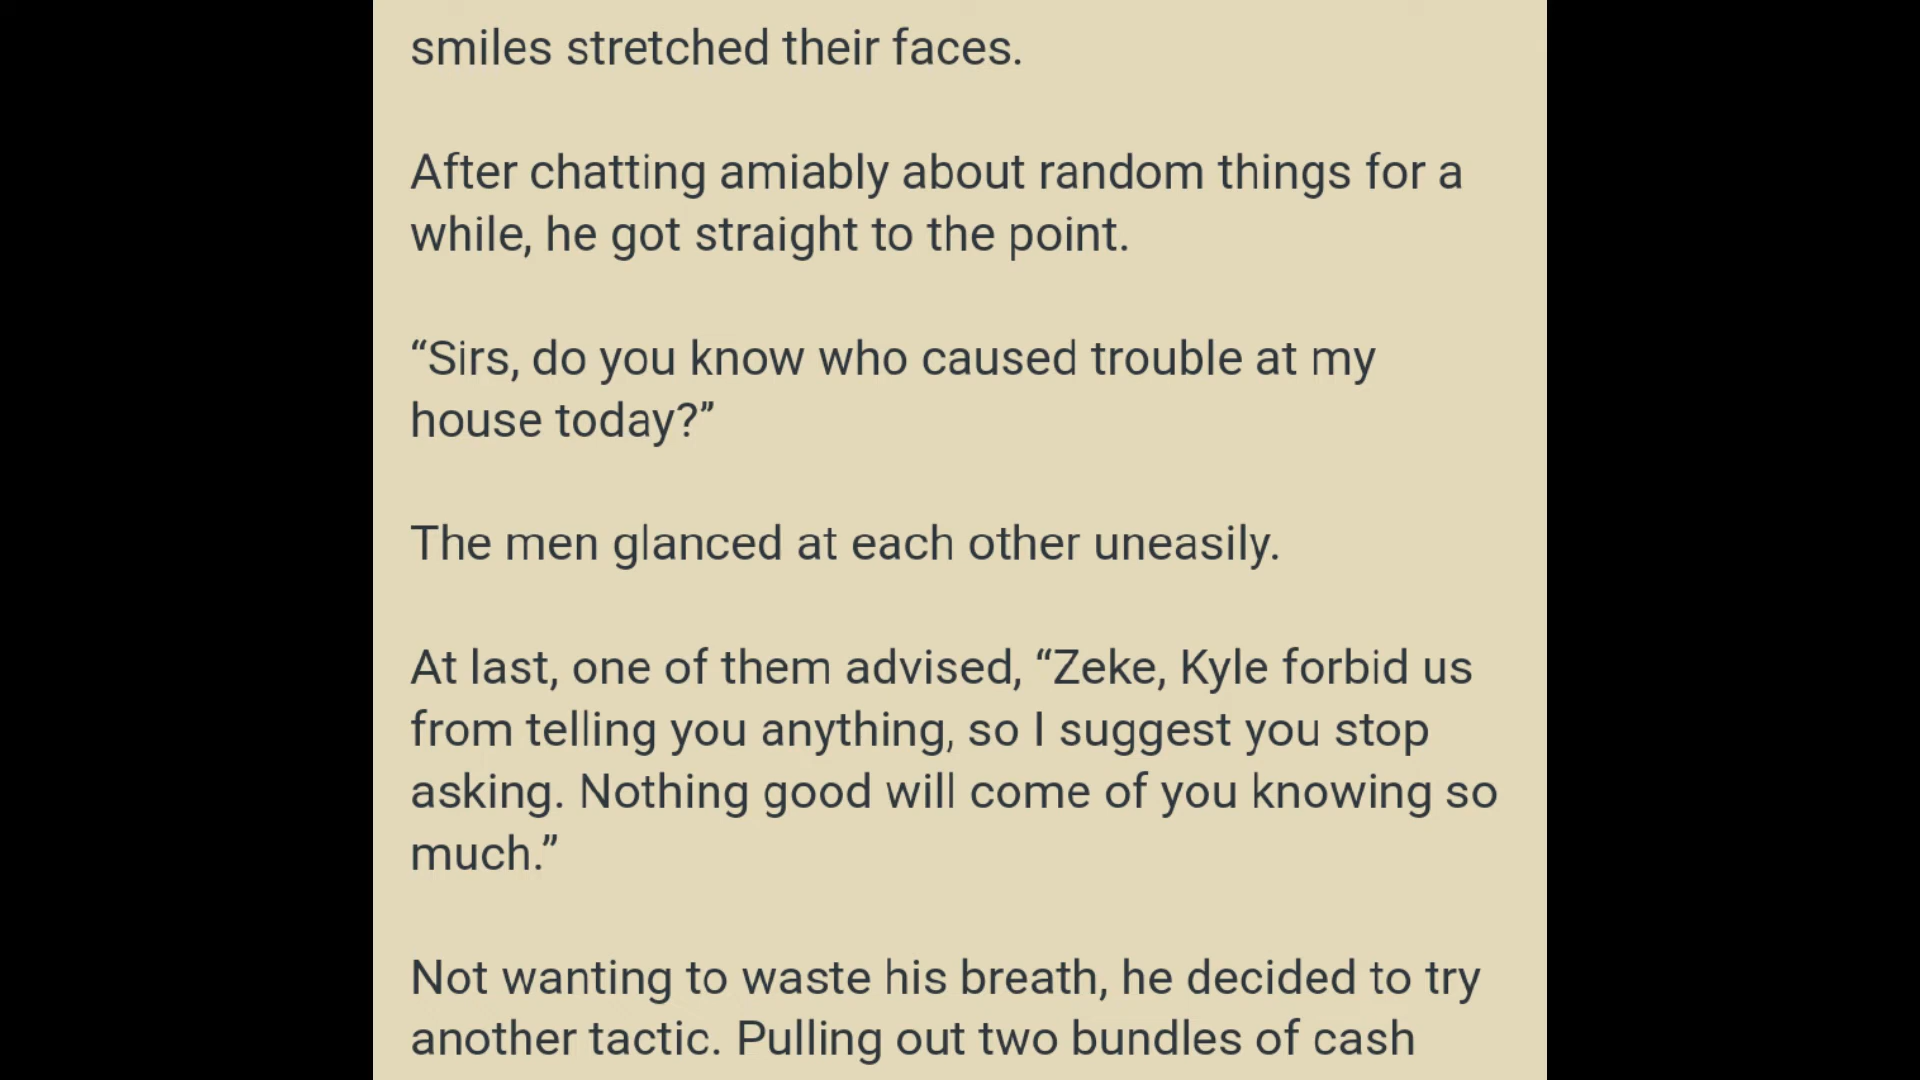 smiles stretched their faces.
After chatting amiably about random things for a
while, he got straight to the point.
“Sirs, do you know who caused trouble at my
house today?”
The men glanced at each other uneasily.
At last, one of them advised, “Zeke, Kyle forbid us
from telling you anything, so I suggest you stop
asking. Nothing good will come of you knowing so
much.”
Not wanting to waste his breath, he decided to try
another tactic. Pulling out two bundles of cash